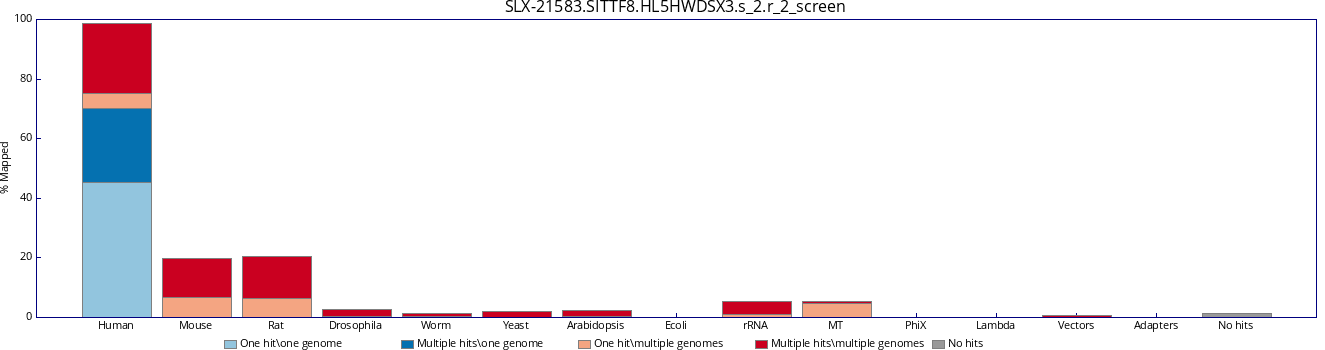 SLX-21583.SITTF8.HL5HWDSX3.s_2.r_2_screen
100
80
60
40
20
0
% Mapped
Human Mouse Rat Drosophila Worm Yeast Arabidopsis Ecoli rRNA MT PhiX Lambda Vectors Adapters No hits
One hit\one genome Multiple hits\one genome One hit\multiple genomes Multiple hits\multiple genomes No hits